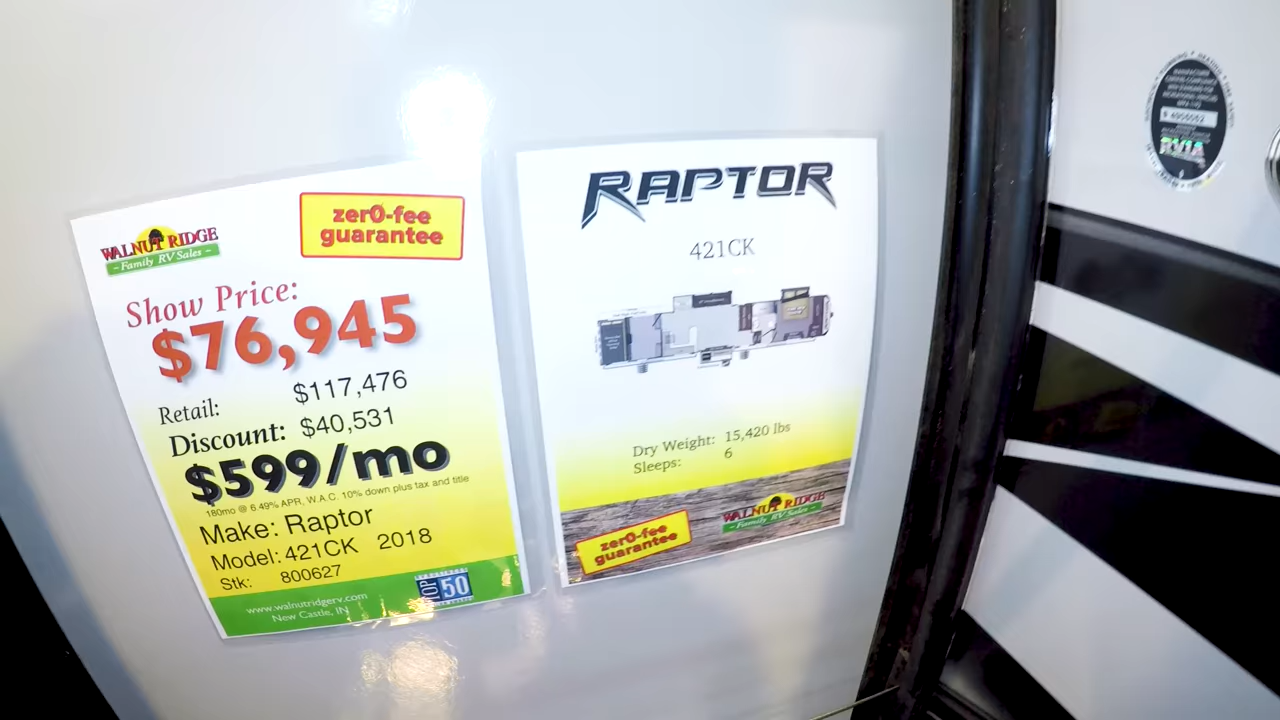 WALNUT RIDGE
- Family RV Sales -
zer0-fee
guarantee
Show Price:
$76,945
Retail: $117,476
Discount: $40,531
$599/mo
180mo @ 6.49% APR, W.A.C. 10% down plus tax and title
Make: Raptor
Model: 421CK 2018
Stk: 800627
www.walnutridgerv.com
New Castle, IN
TOP 50
RAPTOR
421CK
Dry Weight: 15,420 lbs
Sleeps: 6
zer0-fee
guarantee
WALNUT RIDGE
- Family RV Sales -
RVIA